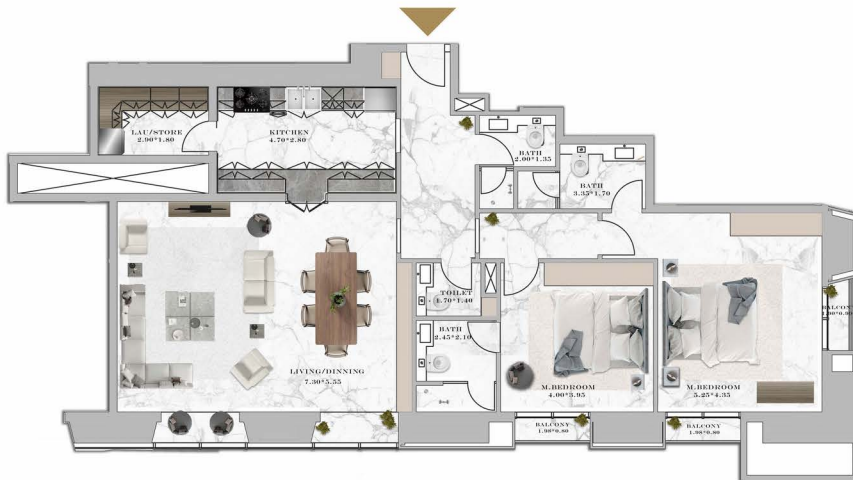 LAU/STORE
2.90*1.80
KITCHEN
4.70*2.80
BATH
2.00*1.35
BATH
3.35*1.70
TOILET
1.70*1.40
BATH
2.45*2.10
LIVING/DINNING
7.30*5.55
M.BEDROOM
4.00*3.95
M.BEDROOM
5.25*4.35
BALCONY
BALCONY
1.98*0.80
BALCONY
1.98*0.80